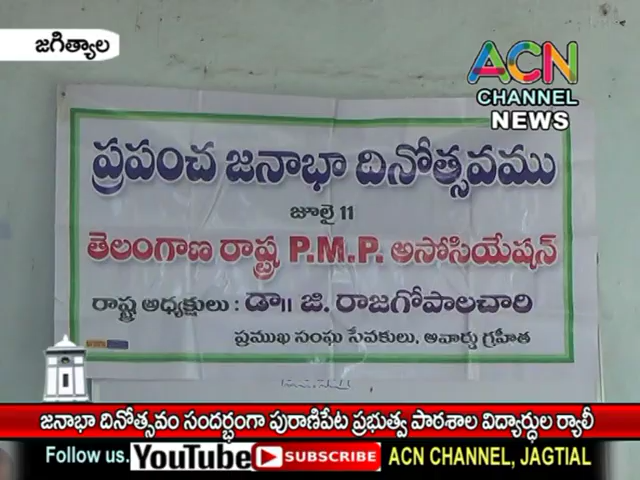 జగిత్యాల
ACN
CHANNEL
NEWS
ప్రపంచ జనాభా దినోత్సవము
జూలై 11
తెలంగాణ రాష్ట్ర P.M.P. అసోసియేషన్
రాష్ట్ర అధ్యక్షులు : డా౹౹ జి. రాజగోపాలచారి
ప్రముఖ సంఘ సేవకులు, అవార్డు గ్రహీత
జనాభా దినోత్సవం సందర్భంగా పురాణిపేట ప్రభుత్వ పాఠశాల విద్యార్థుల ర్యాలీ
Follow us. YouTube SUBSCRIBE ACN CHANNEL, JAGTIAL